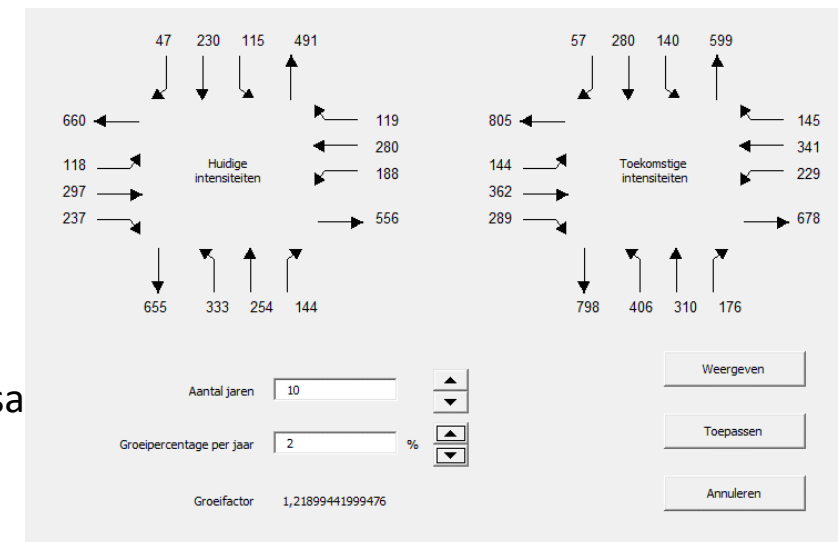 47 230 115 491
660
119
280
188
118
297
237
Huidige
intensiteiten
556
655 333 254 144
57 280 140 599
805
145
341
229
144
362
289
Toekomstige
intensiteiten
678
798 406 310 176
sa
Aantal jaren 10
Groeipercentage per jaar 2 %
Groeifactor 1,21899441999476
Weergeven
Toepassen
Annuleren